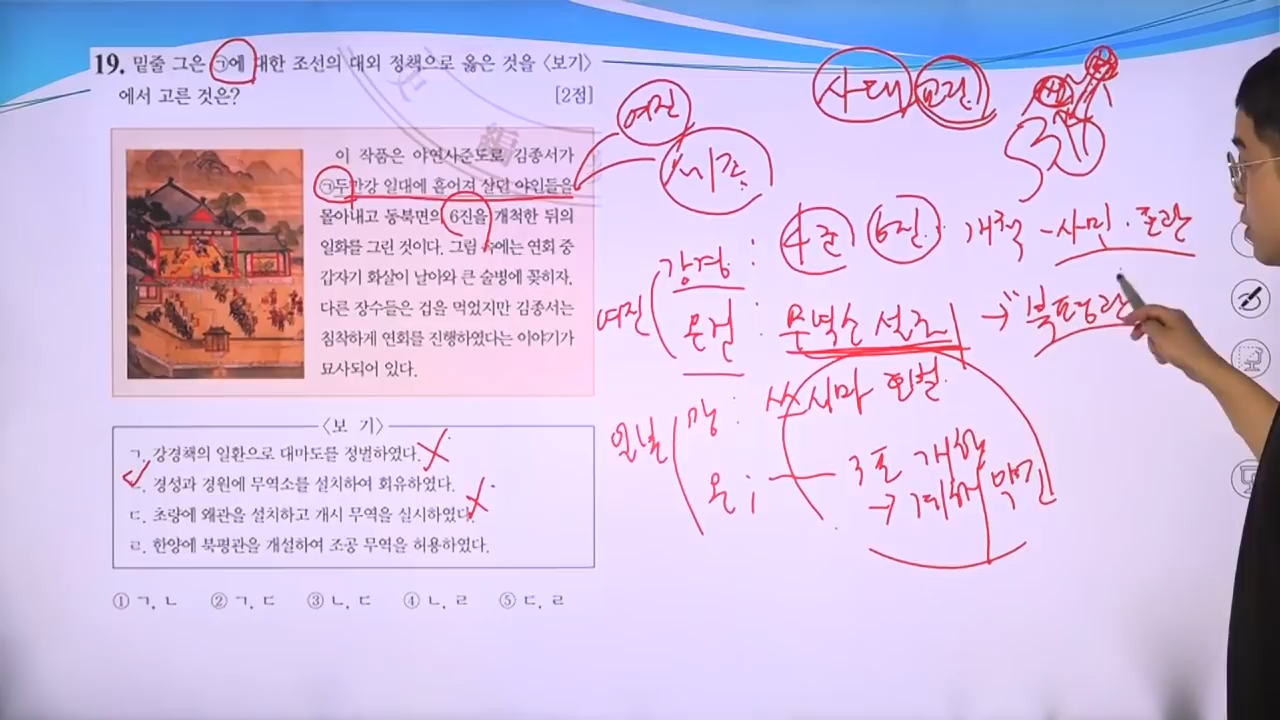 19. 밑줄 그은 ㉠에 대한 조선의 대외 정책으로 옳은 것을 〈보기〉
에서 고른 것은? [2점]
이 작품은 야연사준도로 김종서가
㉠두만강 일대에 흩어져 살던 야인들을
몰아내고 동북면의 6진을 개척한 뒤의
일화를 그린 것이다. 그림 속에는 연회 중
갑자기 화살이 날아와 큰 술병에 꽂히자,
다른 장수들은 겁을 먹었지만 김종서는
침착하게 연회를 진행하였다는 이야기가
묘사되어 있다.
〈보 기〉
ㄱ. 강경책의 일환으로 대마도를 정벌하였다.
ㄴ. 경성과 경원에 무역소를 설치하여 회유하였다.
ㄷ. 초량에 왜관을 설치하고 개시 무역을 실시하였다.
ㄹ. 한양에 북평관을 개설하여 조공 무역을 허용하였다.
① ㄱ, ㄴ ② ㄱ, ㄷ ③ ㄴ, ㄷ ④ ㄴ, ㄹ ⑤ ㄷ, ㄹ
사대 교린
여진
여진
강경: 4군 6진 개척 - 사민·토관
온건: 무역소 설치 → 북평관
일본
강: 쓰시마
온; 3포 개항
→ 계해약조